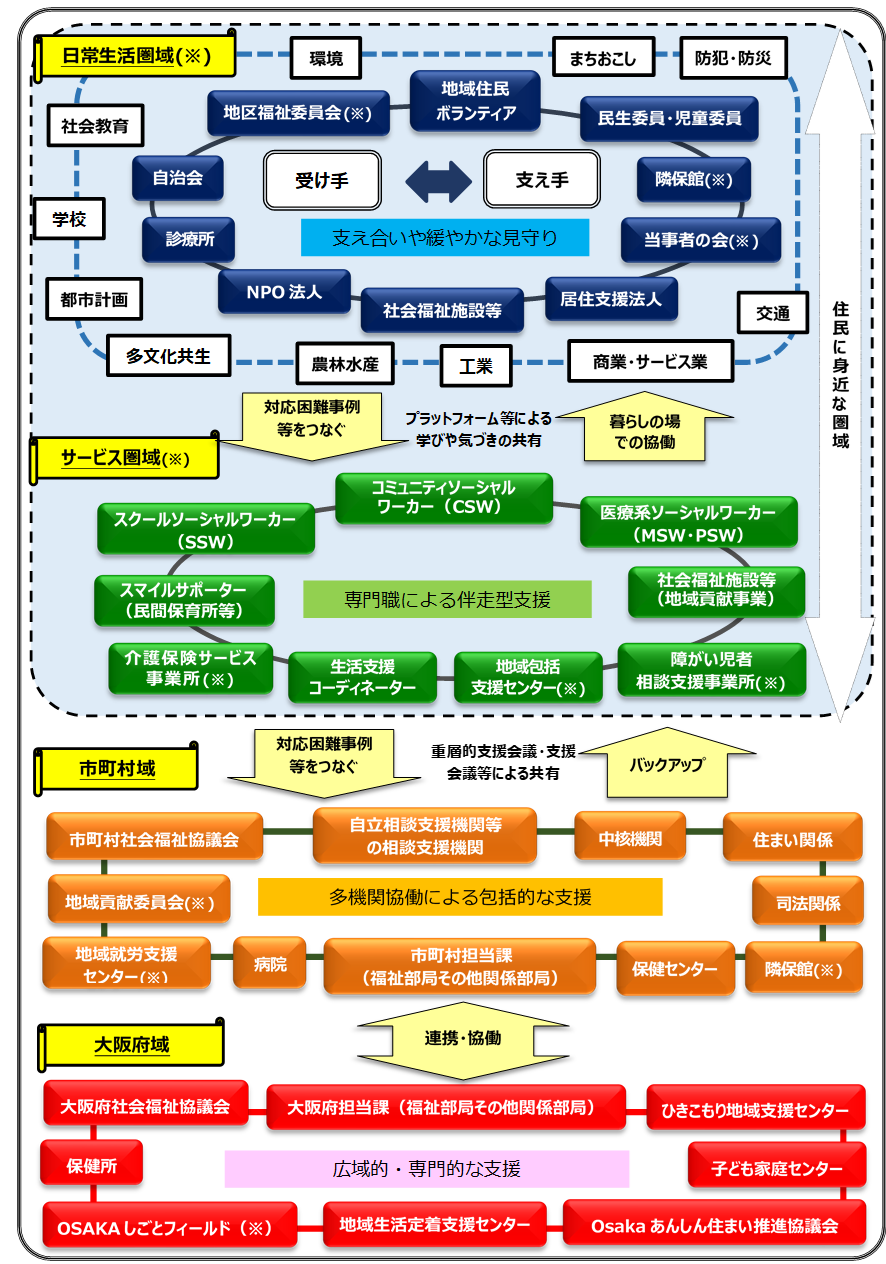 日常生活圏域(※)
環境
まちおこし
防犯・防災
社会教育
地区福祉委員会(※)
地域住民
ボランティア
民生委員・児童委員
自治会
受け手
支え手
隣保館(※)
学校
診療所
支え合いや緩やかな見守り
当事者の会(※)
都市計画
NPO法人
社会福祉施設等
居住支援法人
交通
多文化共生
農林水産
工業
商業・サービス業
住民に身近な圏域
対応困難事例
等をつなぐ
プラットフォーム等による
学びや気づきの共有
暮らしの場
での協働
サービス圏域(※)
コミュニティソーシャル
ワーカー（CSW）
スクールソーシャルワーカー
（SSW）
医療系ソーシャルワーカー
（MSW・PSW）
スマイルサポーター
（民間保育所等）
専門職による伴走型支援
社会福祉施設等
（地域貢献事業）
介護保険サービス
事業所(※)
生活支援
コーディネーター
地域包括
支援センター(※)
障がい児者
相談支援事業所(※)
市町村域
対応困難事例
等をつなぐ
重層的支援会議・支援
会議等による共有
バックアップ
市町村社会福祉協議会
自立相談支援機関等
の相談支援機関
中核機関
住まい関係
地域貢献委員会(※)
多機関協働による包括的な支援
司法関係
地域就労支援
センター(※)
病院
市町村担当課
（福祉部局その他関係部局）
保健センター
隣保館(※)
大阪府域
連携・協働
大阪府社会福祉協議会
大阪府担当課（福祉部局その他関係部局）
ひきこもり地域支援センター
保健所
広域的・専門的な支援
子ども家庭センター
OSAKAしごとフィールド（※）
地域生活定着支援センター
Osakaあんしん住まい推進協議会